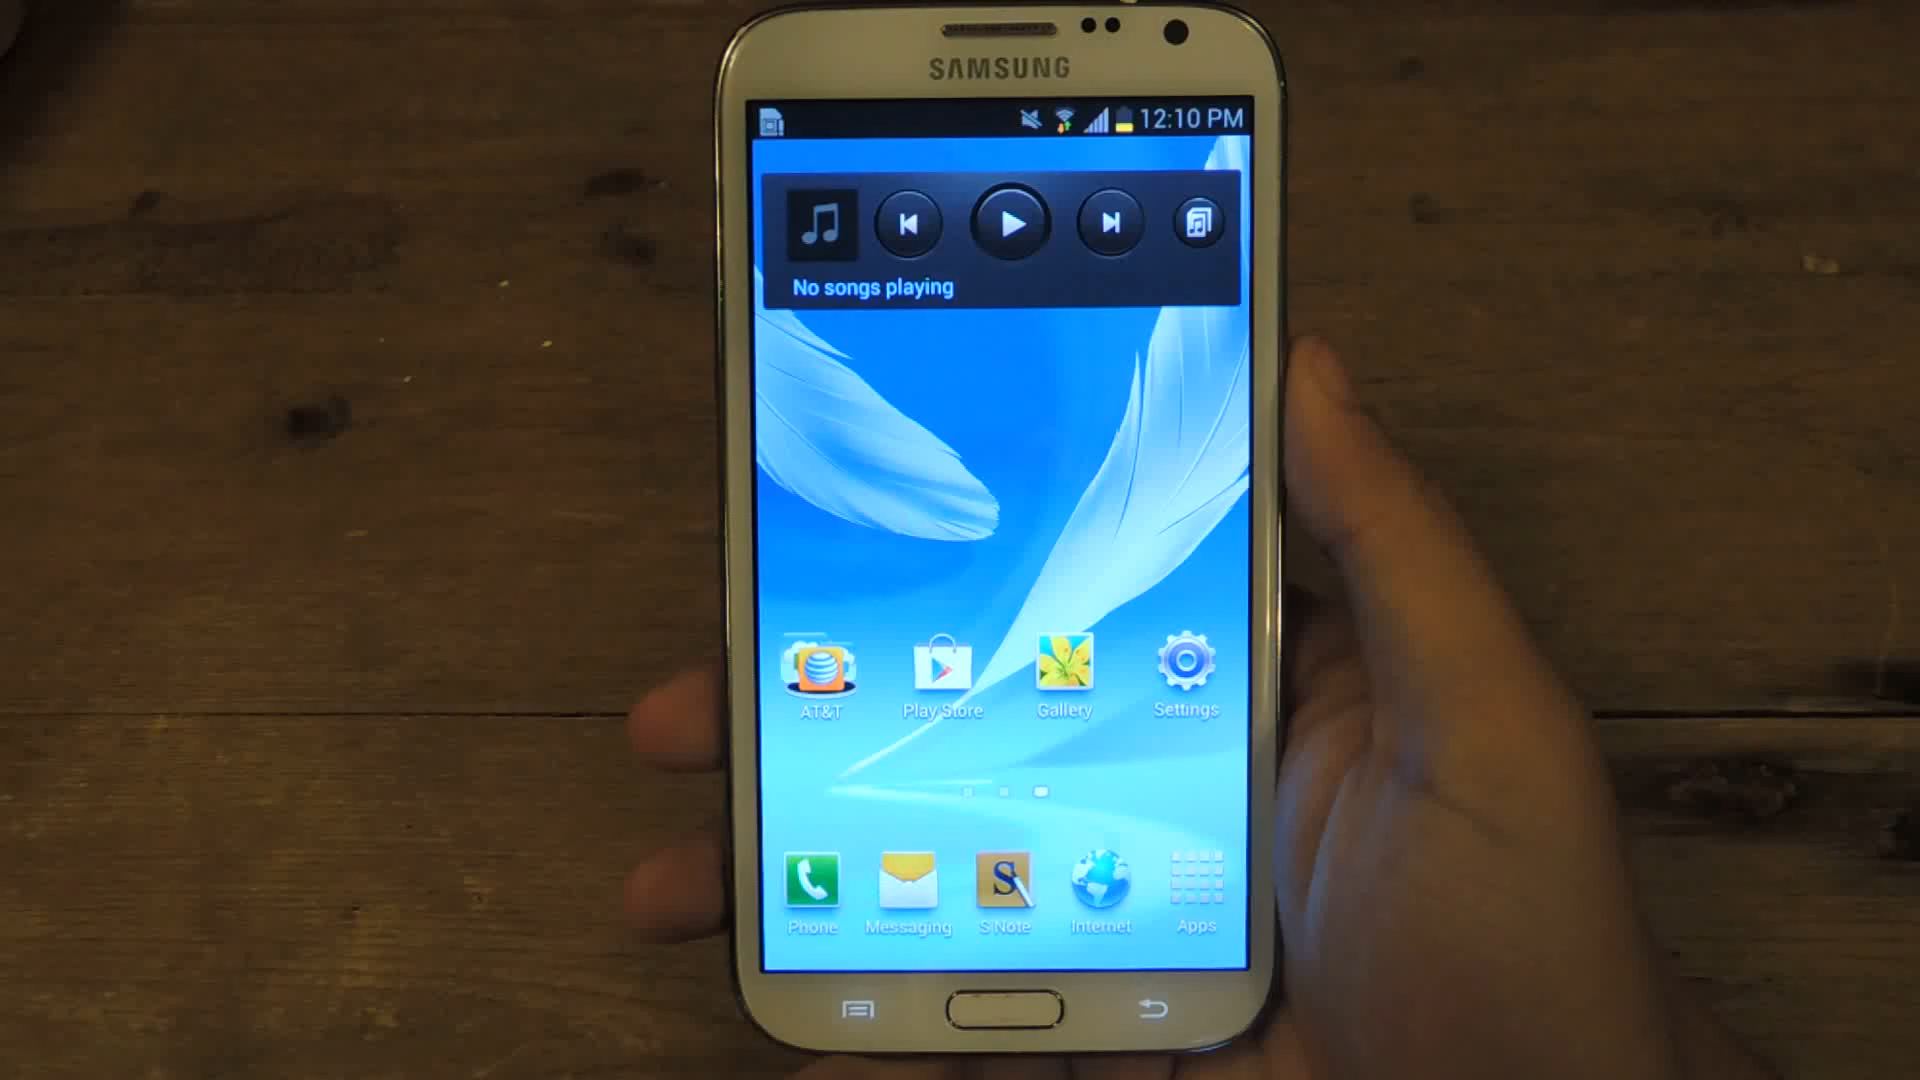 SAMSUNG
12:10 PM
No songs playing
AT&T Play Store Gallery Settings
Phone Messaging S Note Internet Apps